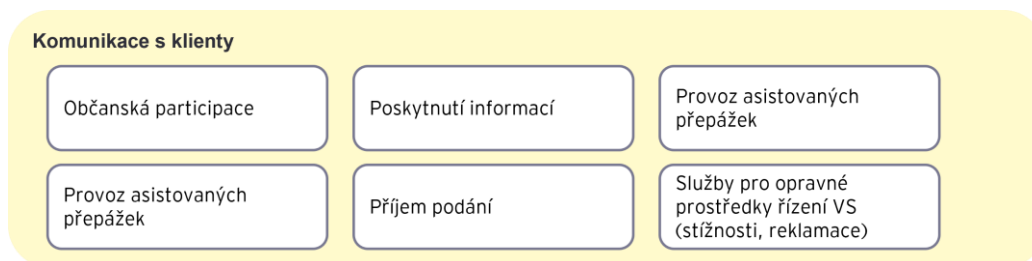 Komunikace s klienty
Občanská participace
Poskytnutí informací
Provoz asistovaných
přepážek
Provoz asistovaných
přepážek
Příjem podání
Služby pro opravné
prostředky řízení VS
(stížnosti, reklamace)